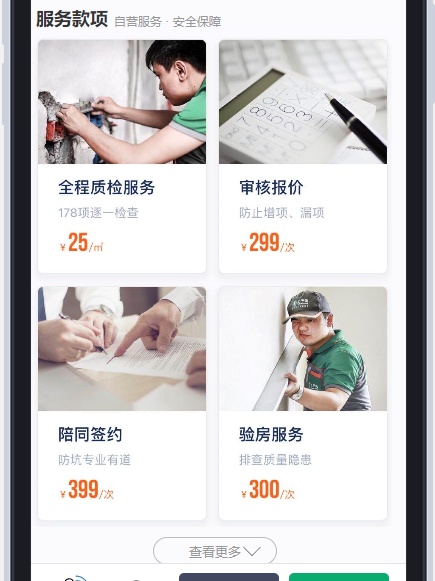 服务款项 自营服务 · 安全保障
全程质检服务
178项逐一检查
¥25/㎡
审核报价
防止增项、漏项
¥299/次
陪同签约
防坑专业有道
¥399/次
验房服务
排查质量隐患
¥300/次
查看更多